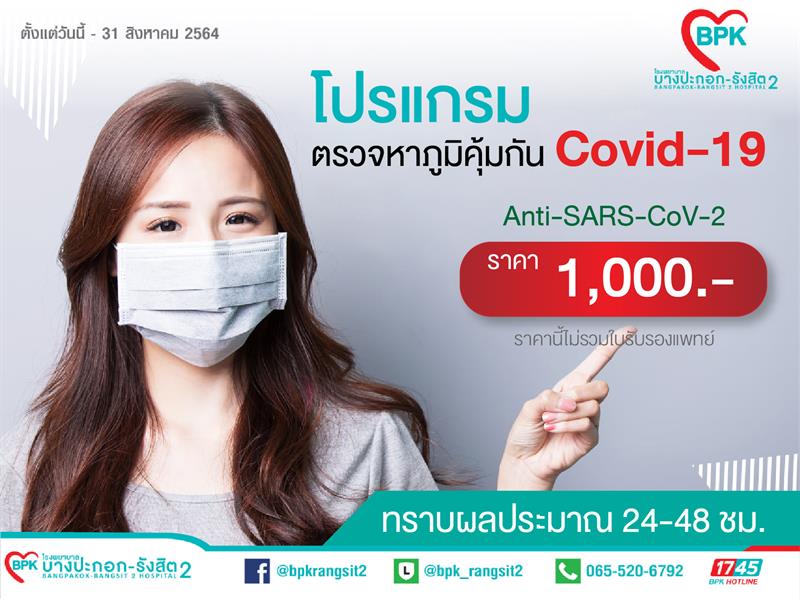 ตั้งแต่วันนี้ - 31 สิงหาคม 2564
BPK
โรงพยาบาล
บางปะกอก-รังสิต 2
BANGPAKOK-RANGSIT 2 HOSPITAL
โปรแกรม
ตรวจหาภูมิคุ้มกัน Covid-19
Anti-SARS-CoV-2
ราคา 1,000.-
ราคานี้ไม่รวมใบรับรองแพทย์
ทราบผลประมาณ 24-48 ชม.
BPK
โรงพยาบาล
บางปะกอก-รังสิต 2
BANGPAKOK-RANGSIT 2 HOSPITAL
@bpkrangsit2
@bpk_rangsit2
065-520-6792
1745
BPK HOTLINE